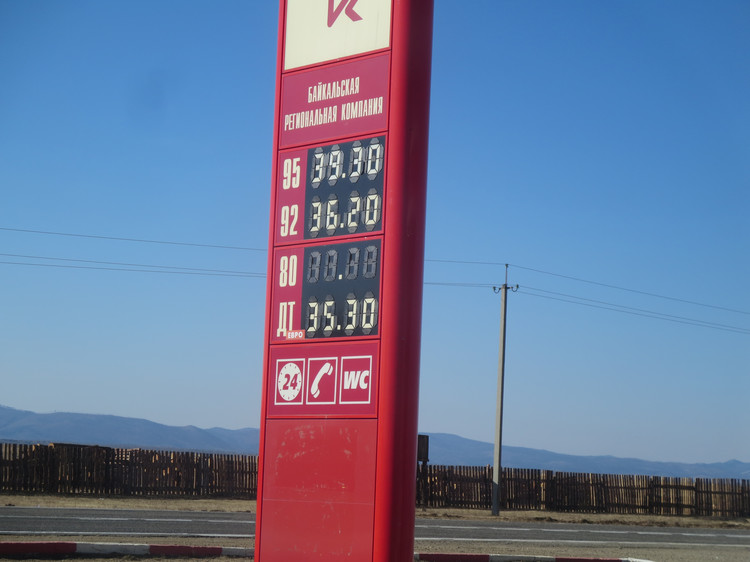 БАЙКАЛЬСКАЯ
РЕГИОНАЛЬНАЯ КОМПАНИЯ
95 39.30
92 36.20
80
ДТ 35.30
ЕВРО
24 WC